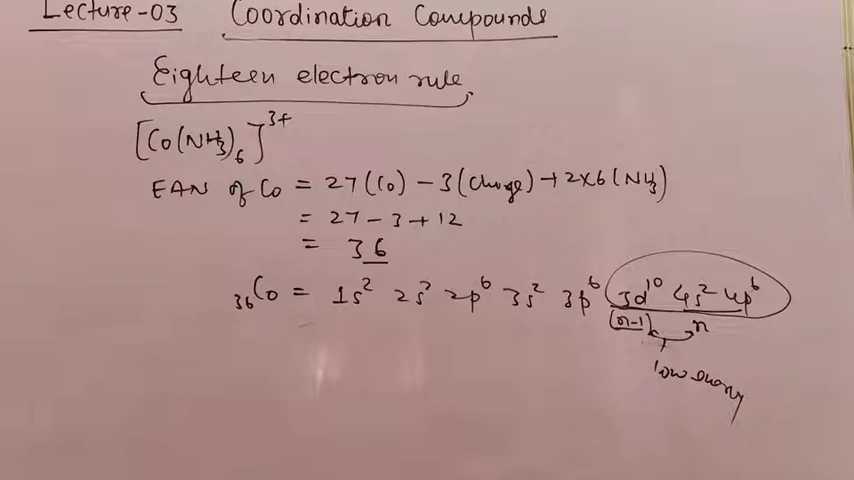 Lecture-03 Coordination Compounds
Eighteen electron rule
[Co(NH₃)₆]³⁺
EAN of Co = 27(Co) - 3(Charge) + 2×6(NH₃)
= 27 - 3 + 12
= 36
₃₆Co = 1s² 2s² 2p⁶ 3s² 3p⁶ 3d¹⁰ 4s² 4p⁶
(n-1) n
low energy